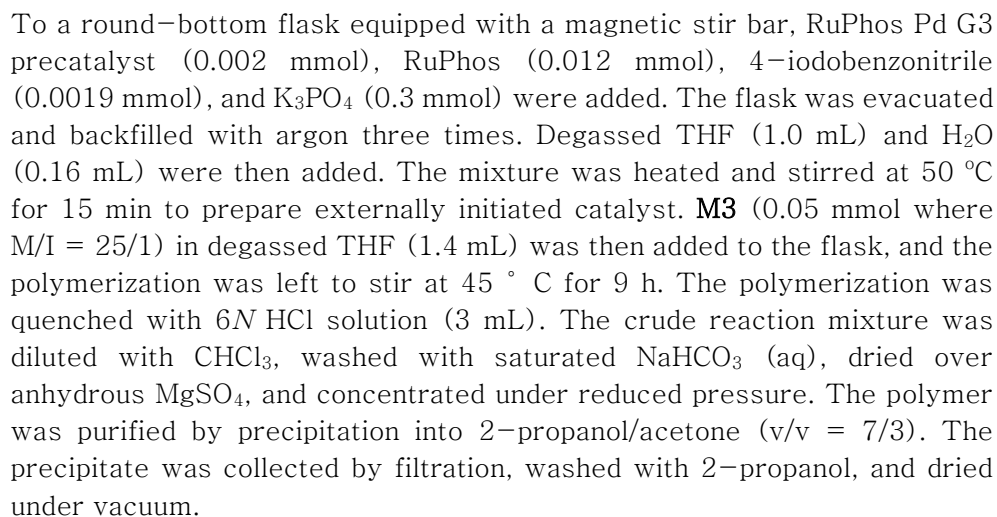 To a round-bottom flask equipped with a magnetic stir bar, RuPhos Pd G3
precatalyst (0.002 mmol), RuPhos (0.012 mmol), 4-iodobenzonitrile
(0.0019 mmol), and K₃PO₄ (0.3 mmol) were added. The flask was evacuated
and backfilled with argon three times. Degassed THF (1.0 mL) and H₂O
(0.16 mL) were then added. The mixture was heated and stirred at 50 ℃
for 15 min to prepare externally initiated catalyst. M3 (0.05 mmol where
M/I = 25/1) in degassed THF (1.4 mL) was then added to the flask, and the
polymerization was left to stir at 45 ° C for 9 h. The polymerization was
quenched with 6N HCl solution (3 mL). The crude reaction mixture was
diluted with CHCl₃, washed with saturated NaHCO₃ (aq), dried over
anhydrous MgSO₄, and concentrated under reduced pressure. The polymer
was purified by precipitation into 2-propanol/acetone (v/v = 7/3). The
precipitate was collected by filtration, washed with 2-propanol, and dried
under vacuum.